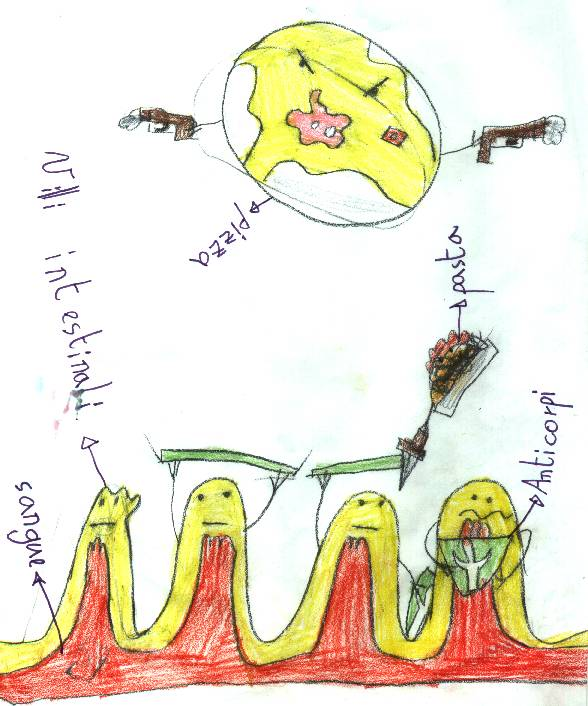 pizza
Villi intestinali
pasta
Anticorpi
sangue